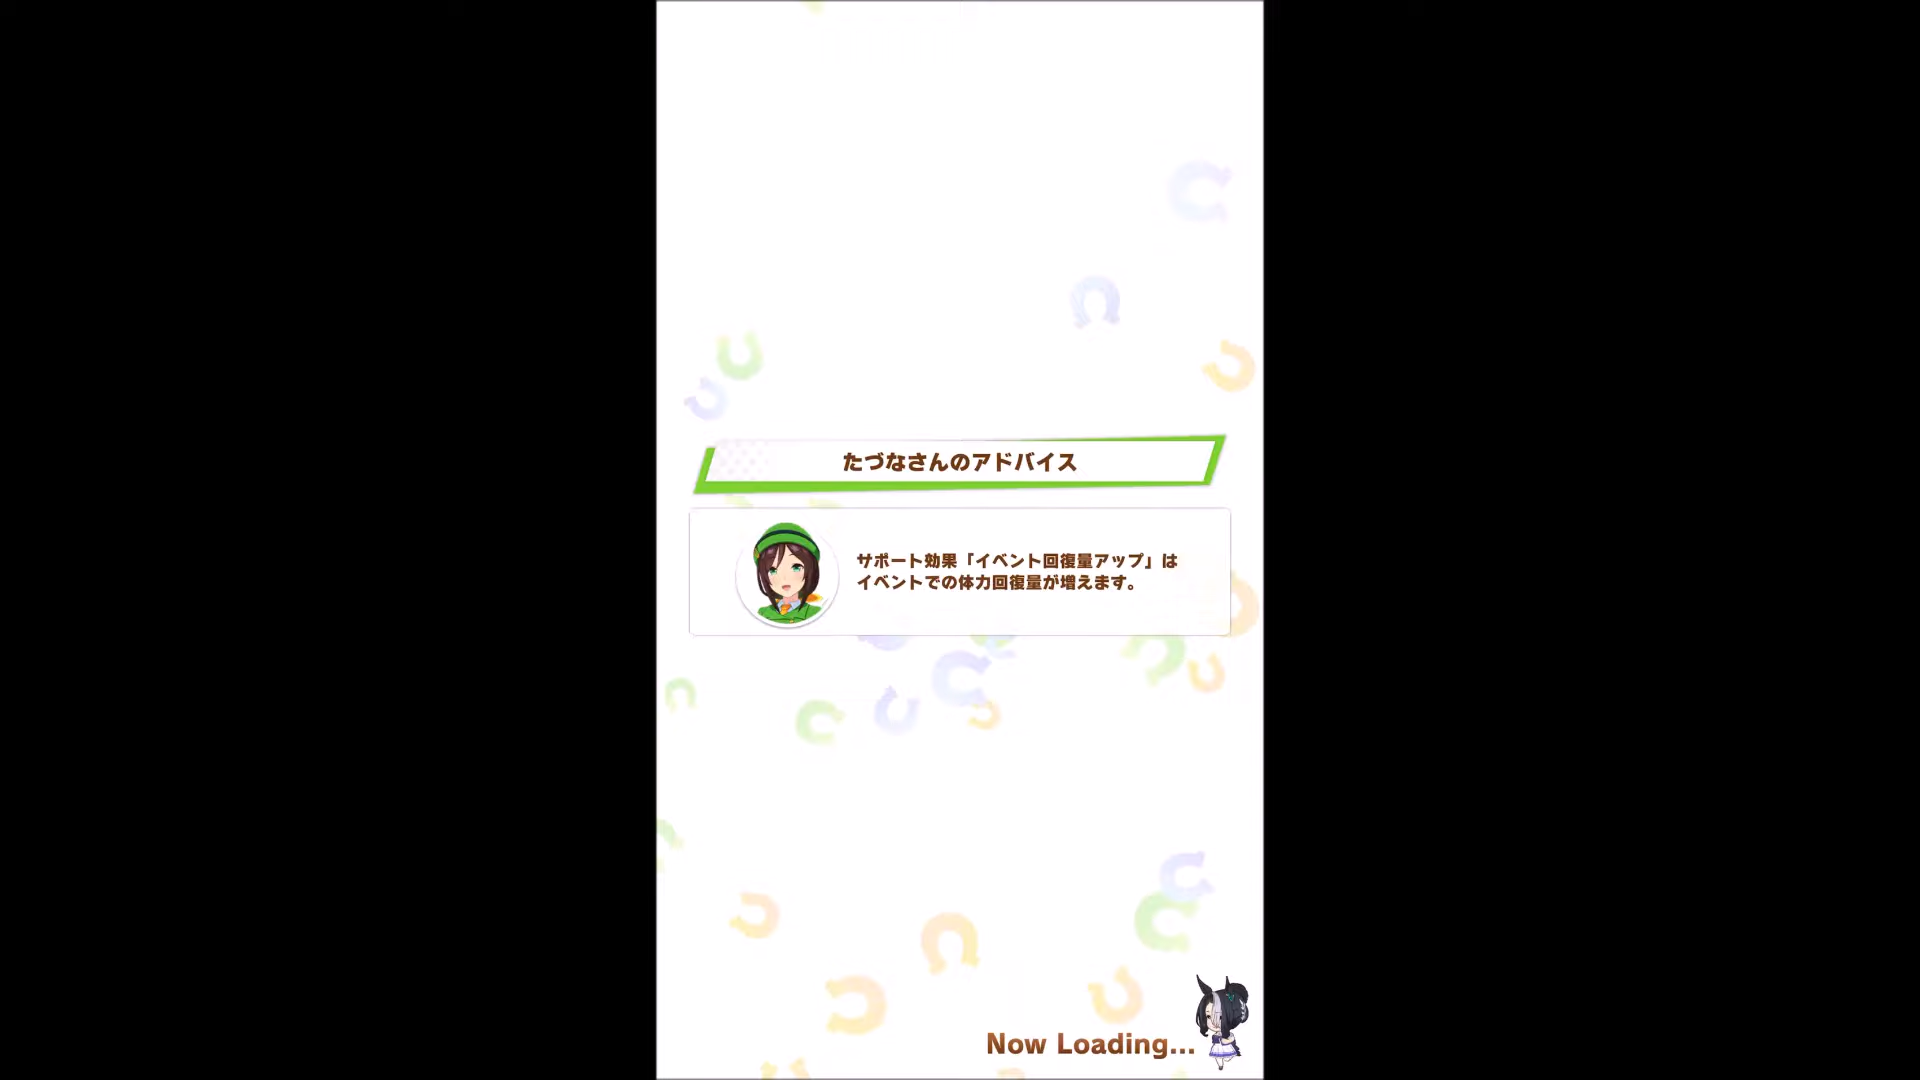 たづなさんのアドバイス
サポート効果「イベント回復量アップ」は
イベントでの体力回復量が増えます。
Now Loading...